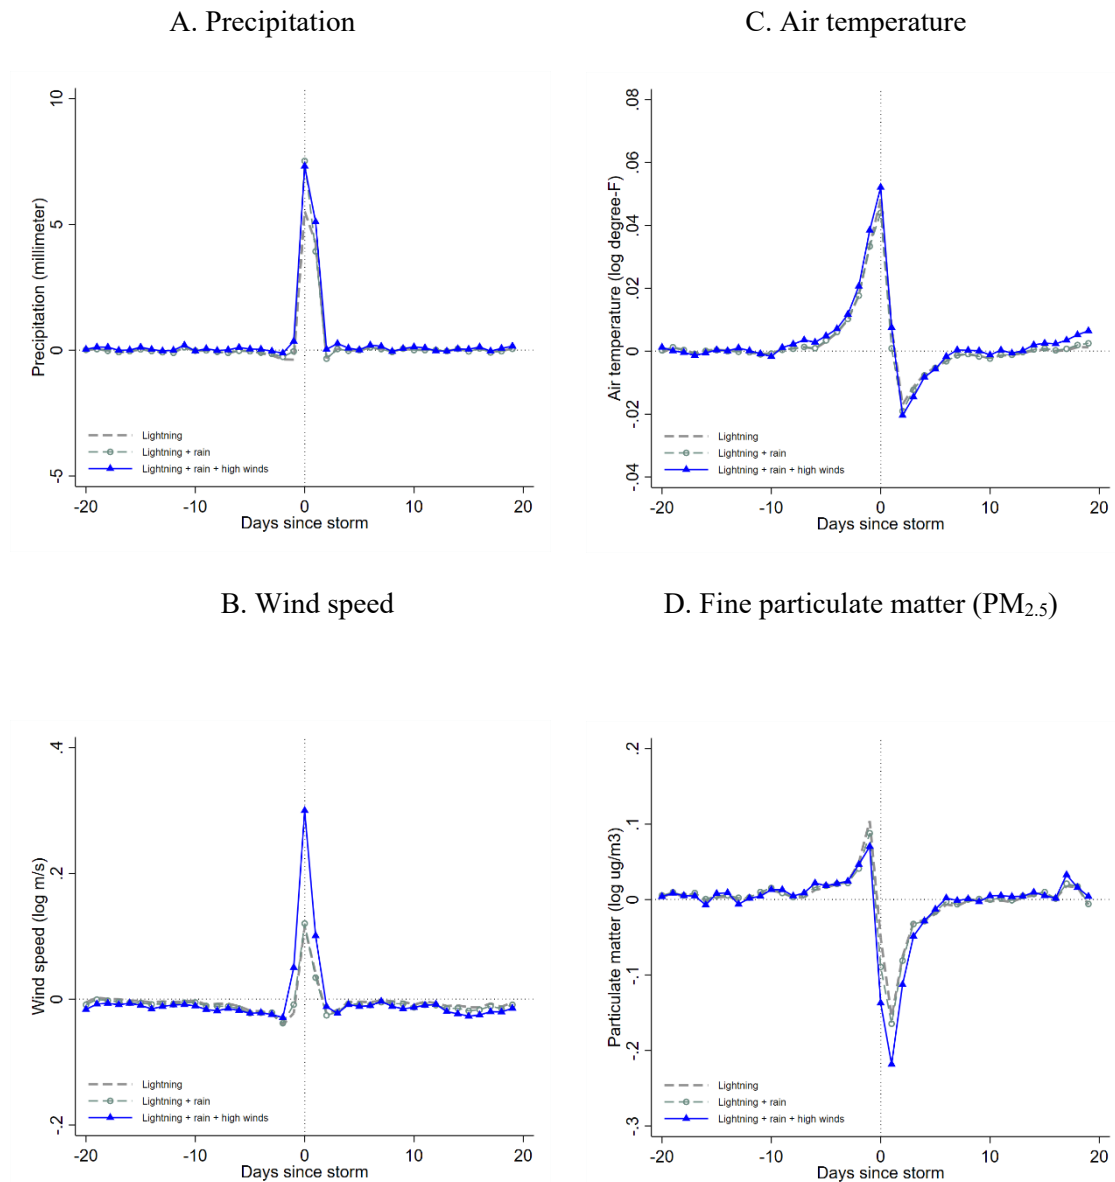 A. Precipitation
10
5
0
-5
Precipitation (millimeter)
Lightning
Lightning + rain
Lightning + rain + high winds
-20 -10 0 10 20
Days since storm
C. Air temperature
.08
.06
.04
.02
0
-.02
-.04
Air temperature (log degree-F)
Lightning
Lightning + rain
Lightning + rain + high winds
-20 -10 0 10 20
Days since storm
B. Wind speed
.4
.2
0
-.2
Wind speed (log m/s)
Lightning
Lightning + rain
Lightning + rain + high winds
-20 -10 0 10 20
Days since storm
D. Fine particulate matter (PM2.5)
.2
.1
0
-.1
-.2
-.3
Particulate matter (log ug/m3)
Lightning
Lightning + rain
Lightning + rain + high winds
-20 -10 0 10 20
Days since storm